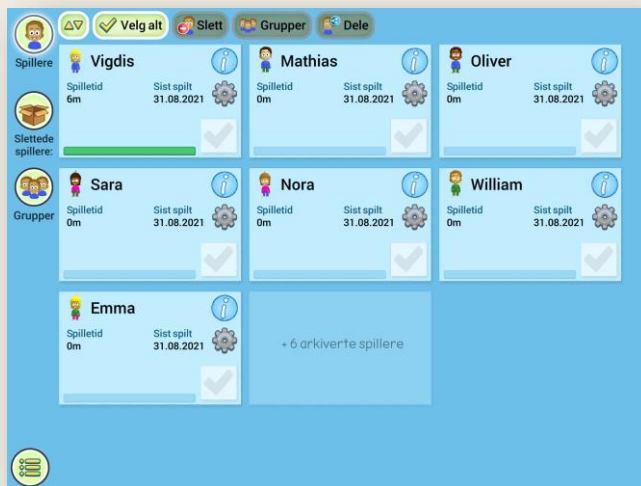 Velg alt
Slett
Grupper
Dele
Spillere
Slettede
spillere:
Grupper
Vigdis
Spilletid
6m
Sist spilt
31.08.2021
Mathias
Spilletid
0m
Sist spilt
31.08.2021
Oliver
Spilletid
0m
Sist spilt
31.08.2021
Sara
Spilletid
0m
Sist spilt
31.08.2021
Nora
Spilletid
0m
Sist spilt
31.08.2021
William
Spilletid
0m
Sist spilt
31.08.2021
Emma
Spilletid
0m
Sist spilt
31.08.2021
+ 6 arkiverte spillere